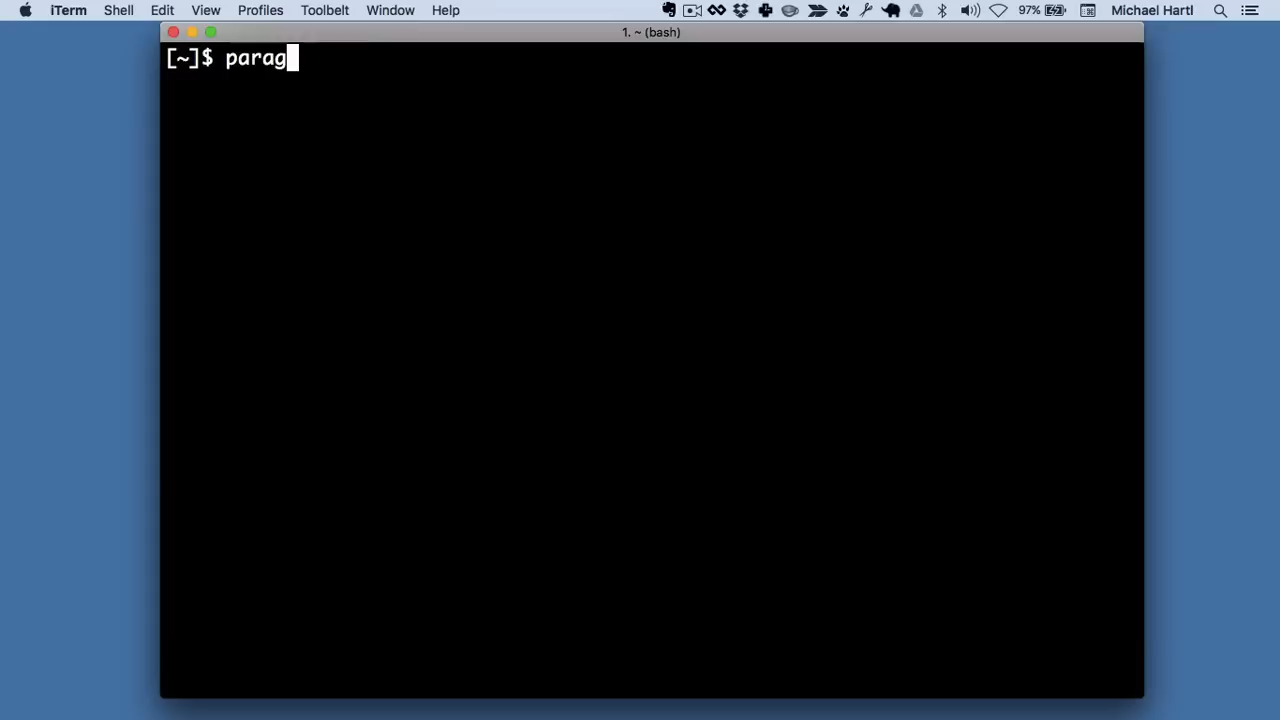 iTerm Shell Edit View Profiles Toolbelt Window Help 97% Michael Hartl
1. ~ (bash)
[~]$ parag